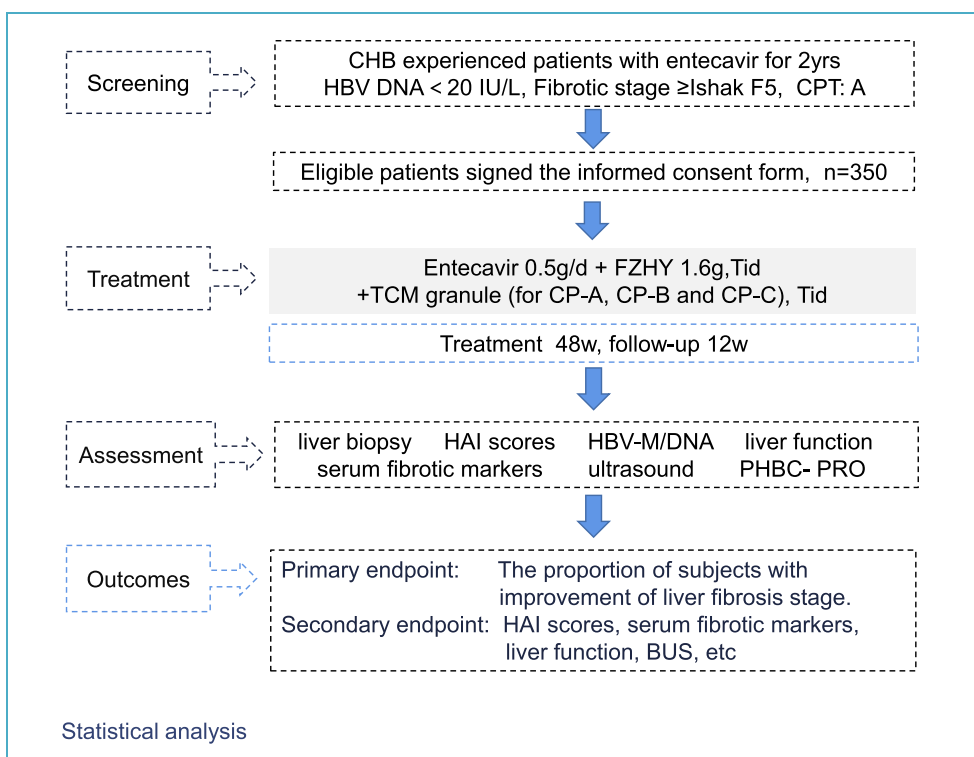 Screening
CHB experienced patients with entecavir for 2yrs
HBV DNA < 20 IU/L, Fibrotic stage ≥Ishak F5, CPT: A
Eligible patients signed the informed consent form, n=350
Treatment
Entecavir 0.5g/d + FZHY 1.6g,Tid
+TCM granule (for CP-A, CP-B and CP-C), Tid
Treatment 48w, follow-up 12w
Assessment
liver biopsy HAI scores HBV-M/DNA liver function
serum fibrotic markers ultrasound PHBC- PRO
Outcomes
Primary endpoint: The proportion of subjects with
improvement of liver fibrosis stage.
Secondary endpoint: HAI scores, serum fibrotic markers,
liver function, BUS, etc
Statistical analysis